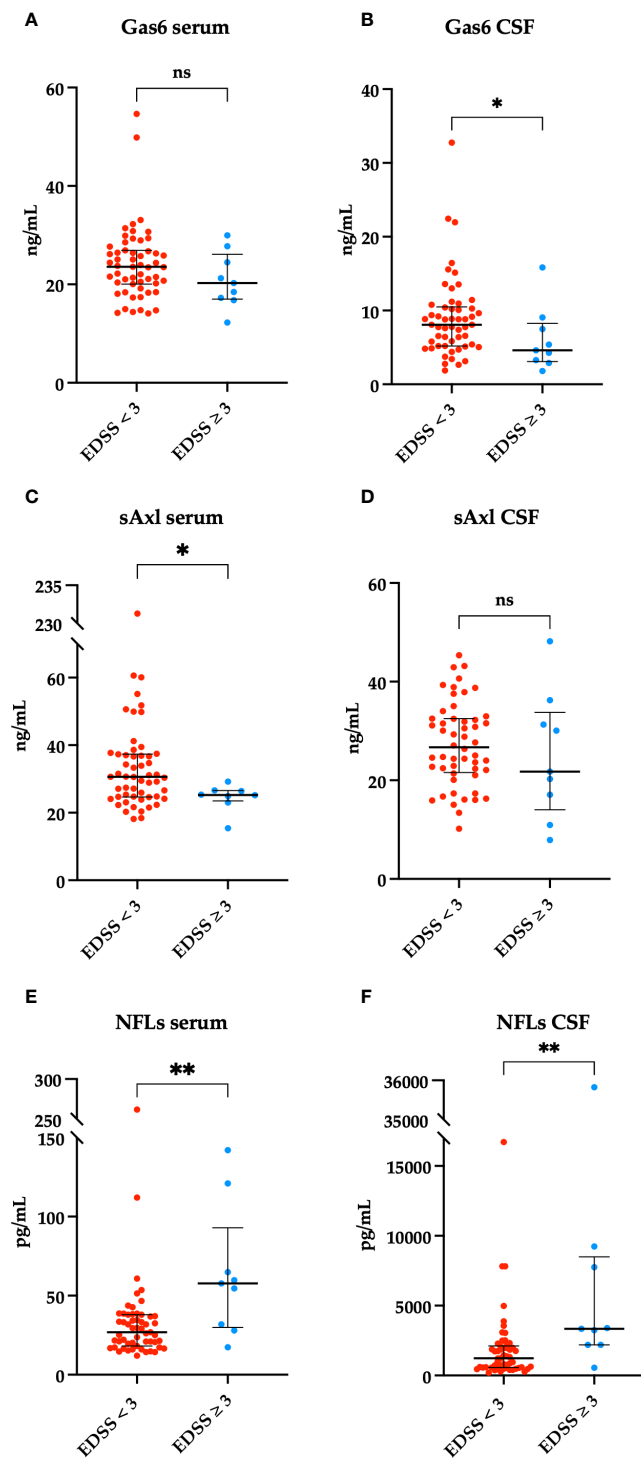 A
Gas6 serum
ns
60
40
20
0
ng/mL
EDSS < 3
EDSS ≥ 3
B
Gas6 CSF
*
40
30
20
10
0
ng/mL
EDSS < 3
EDSS ≥ 3
C
sAxl serum
*
235
230
60
40
20
0
ng/mL
EDSS < 3
EDSS ≥ 3
D
sAxl CSF
ns
60
40
20
0
ng/mL
EDSS < 3
EDSS ≥ 3
E
NFLs serum
**
300
250
150
100
50
0
pg/mL
EDSS < 3
EDSS ≥ 3
F
NFLs CSF
**
36000
35000
15000
10000
5000
0
pg/mL
EDSS < 3
EDSS ≥ 3